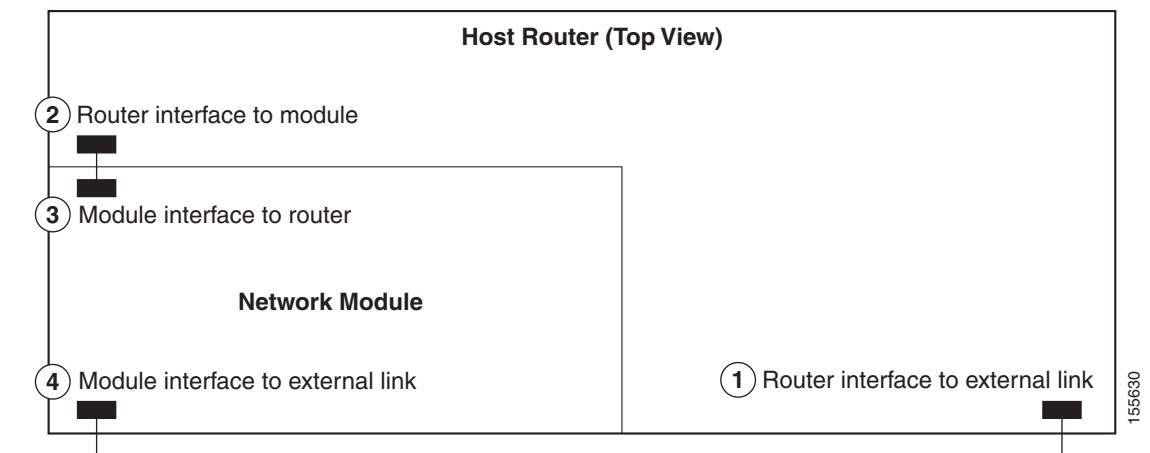 Host Router (Top View)
2 Router interface to module
3 Module interface to router
Network Module
4 Module interface to external link
1 Router interface to external link
155630